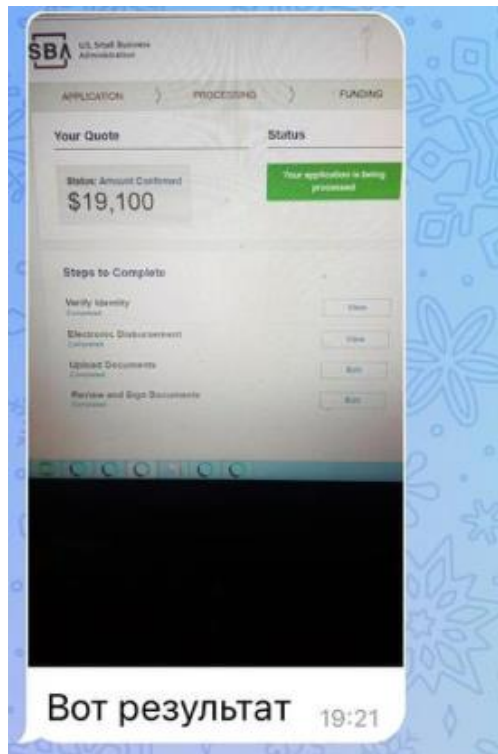 SBA U.S. Small Business
Administration
APPLICATION PROCESSING FUNDING
Your Quote Status
Status: Amount Confirmed
$19,100
Your application is being
processed
Steps to Complete
Verify Identity
Completed
View
Electronic Disbursement
Completed
View
Upload Documents
Completed
Edit
Review and Sign Documents
Completed
Edit
Вот результат 19:21